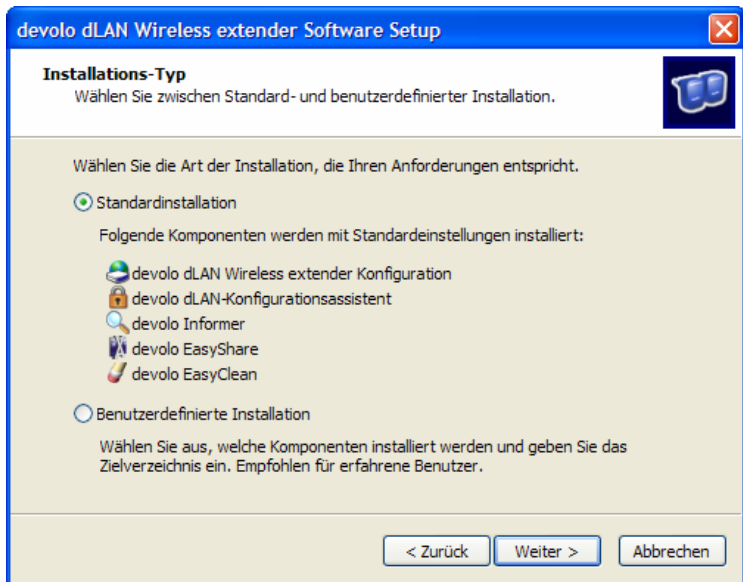 devolo dLAN Wireless extender Software Setup
Installations-Typ
Wählen Sie zwischen Standard- und benutzerdefinierter Installation.
Wählen Sie die Art der Installation, die Ihren Anforderungen entspricht.
Standardinstallation
Folgende Komponenten werden mit Standardeinstellungen installiert:
devolo dLAN Wireless extender Konfiguration
devolo dLAN-Konfigurationsassistent
devolo Informer
devolo EasyShare
devolo EasyClean
Benutzerdefinierte Installation
Wählen Sie aus, welche Komponenten installiert werden und geben Sie das
Zielverzeichnis ein. Empfohlen für erfahrene Benutzer.
< Zurück Weiter > Abbrechen